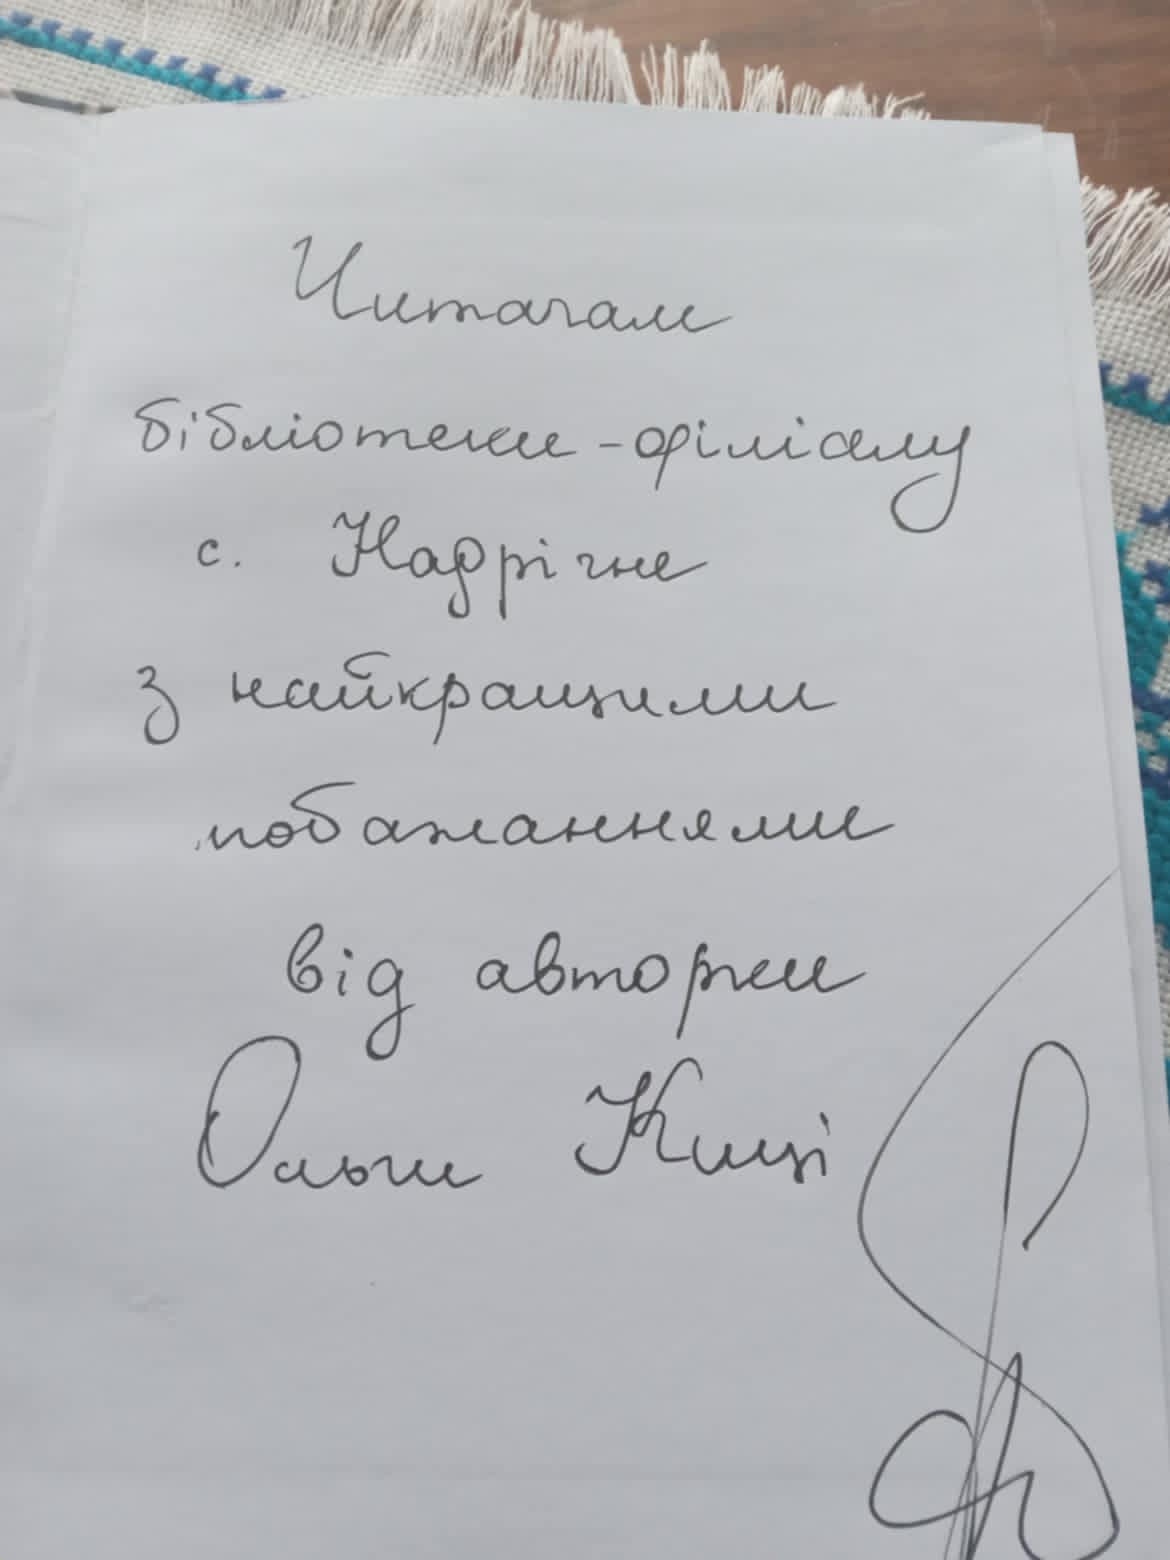 Читачам
бібліотеки-філіалу
с. Надрічне
з найкращими
побажаннями
від авторки
Ольги Киці